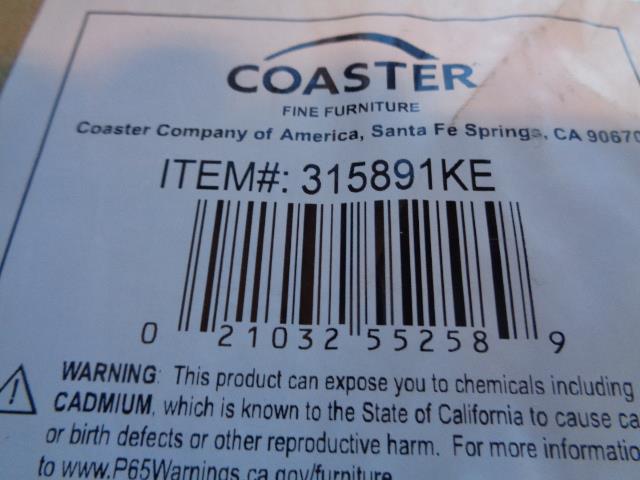 COASTER
FINE FURNITURE
Coaster Company of America, Santa Fe Springs, CA 90670
ITEM#: 315891KE
0 21032 55258 9
WARNING: This product can expose you to chemicals including
CADMIUM, which is known to the State of California to cause ca
or birth defects or other reproductive harm. For more informatio
to www.P65Warnings.ca.gov/furniture